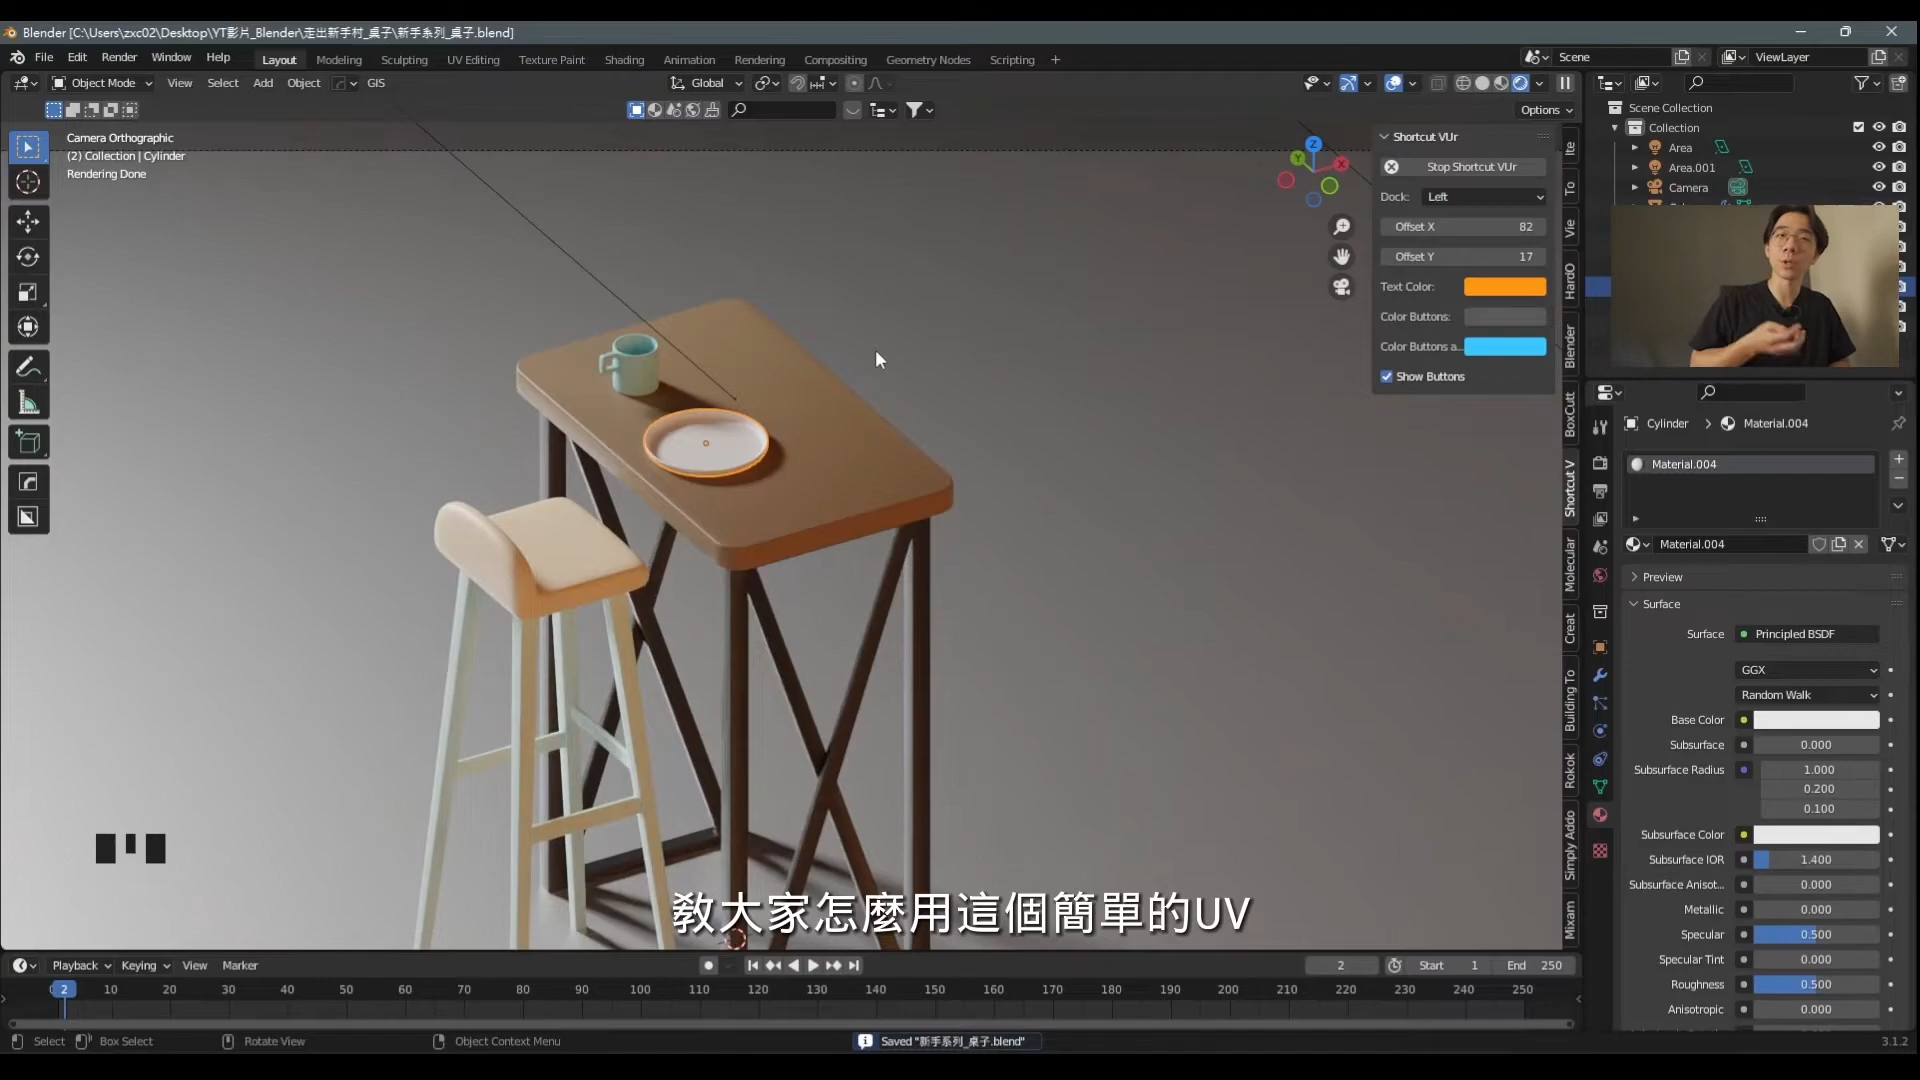 Blender [C:\Users\zxc02\Desktop\YT影片_Blender\走出新手村_桌子\新手系列_桌子.blend]
File Edit Render Window Help Layout Modeling Sculpting UV Editing Texture Paint Shading Animation Rendering Compositing Geometry Nodes Scripting + Scene ViewLayer
Object Mode View Select Add Object GIS Global
Options
Camera Orthographic
(2) Collection | Cylinder
Rendering Done
Z
Y
X
Shortcut VUr
Stop Shortcut VUr
Dock: Left
Offset X 82
Offset Y 17
Text Color:
Color Buttons:
Color Buttons a...
Show Buttons
Ite
To
Vie
HardO
Blender
BoxCutt
Shortcut V
Molecular
Creat
Building To
Rokok
Simply Addo
Mixam
Scene Collection
Collection
Area
Area.001
Camera
Cylinder > Material.004
Material.004
Material.004
Preview
Surface
Surface Principled BSDF
GGX
Random Walk
Base Color
Subsurface 0.000
Subsurface Radius 1.000
0.200
0.100
Subsurface Color
Subsurface IOR 1.400
Subsurface Anisot... 0.000
Metallic 0.000
Specular 0.500
Specular Tint 0.000
Roughness 0.500
Anisotropic 0.000
教大家怎麼用這個簡單的UV
Playback Keying View Marker 2 Start 1 End 250
2 10 20 30 40 50 60 70 80 90 100 110 120 130 140 150 160 170 180 190 200 210 220 230 240 250
Select Box Select Rotate View Object Context Menu Saved "新手系列_桌子.blend" 3.1.2